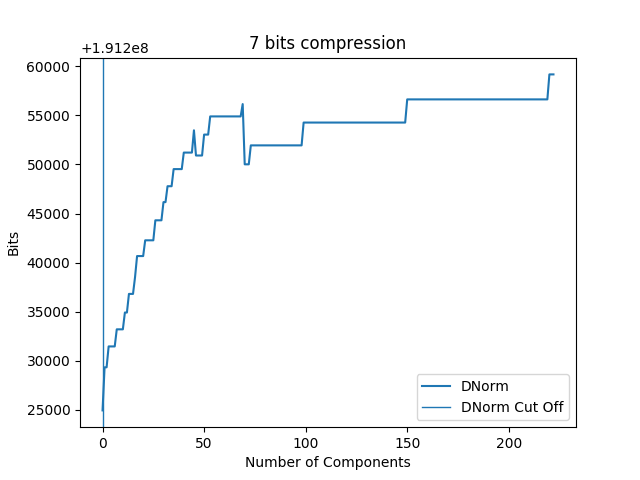 7 bits compression
+1.912e8
60000
55000
50000
45000
40000
35000
30000
25000
Bits
0 50 100 150 200
Number of Components
DNorm
DNorm Cut Off